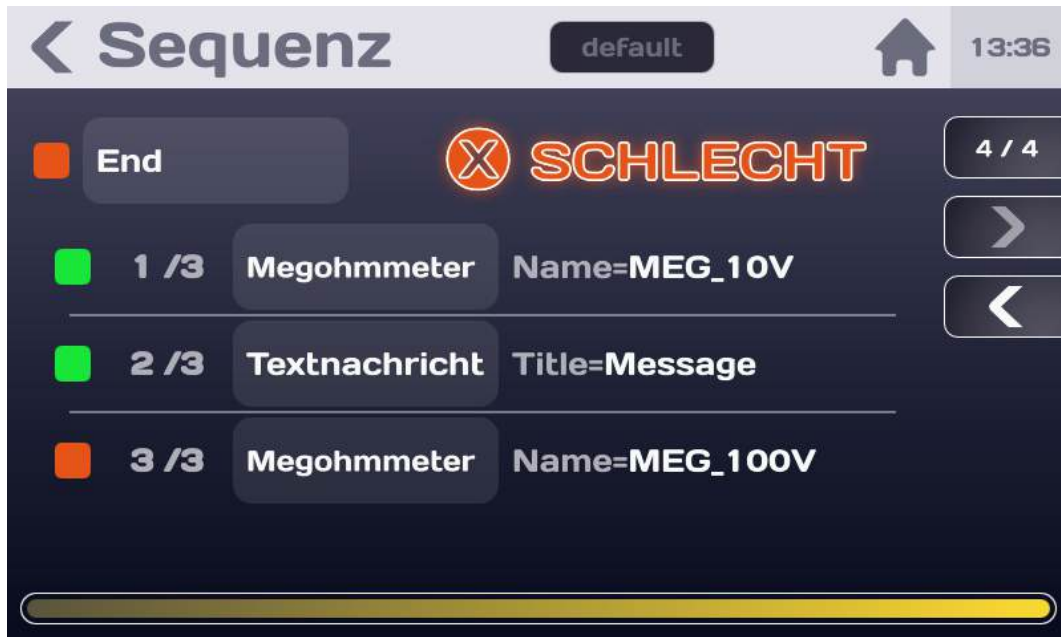 Sequenz default 13:36
End SCHLECHT 4 / 4
1 /3 Megohmmeter Name=MEG_10V
2 /3 Textnachricht Title=Message
3 /3 Megohmmeter Name=MEG_100V